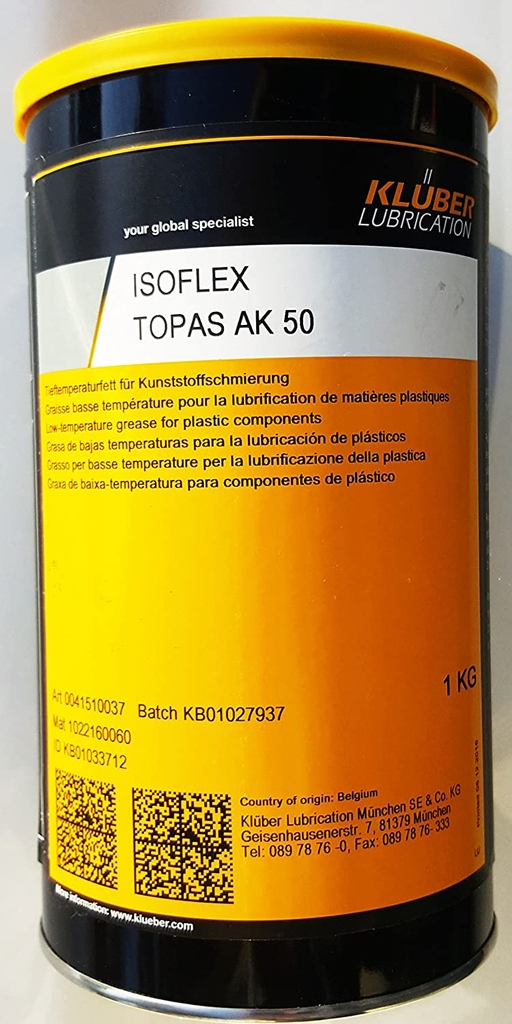 KLÜBER
LUBRICATION
your global specialist
ISOFLEX
TOPAS AK 50
Tieftemperaturfett für Kunststoffschmierung
Graisse basse température pour la lubrification de matières plastiques
Low-temperature grease for plastic components
Grasa de bajas temperaturas para la lubricación de plásticos
Grasso per basse temperature per la lubrificazione della plastica
Graxa de baixa-temperatura para componentes de plástico
1 KG
Art 0041510037 Batch KB01027937
Mat 1022160060
ID KB01033712
Country of origin: Belgium
Klüber Lubrication München SE & Co. KG
Geisenhausenerstr. 7, 81379 München
Tel: 089 78 76 -0, Fax: 089 78 76- 333
More information: www.klueber.com